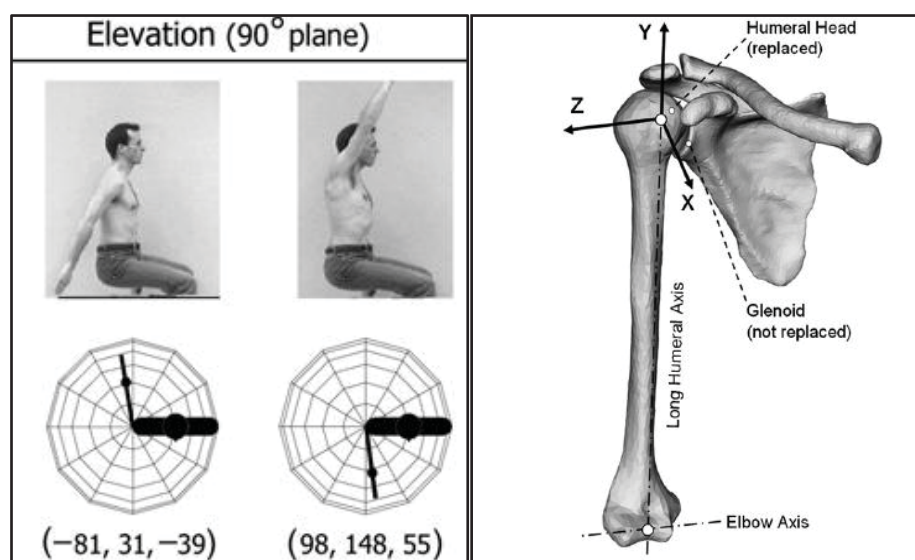 Elevation (90° plane)
(−81, 31, −39)
(98, 148, 55)
Y
Humeral Head
(replaced)
Z
X
Glenoid
(not replaced)
Long Humeral Axis
Elbow Axis